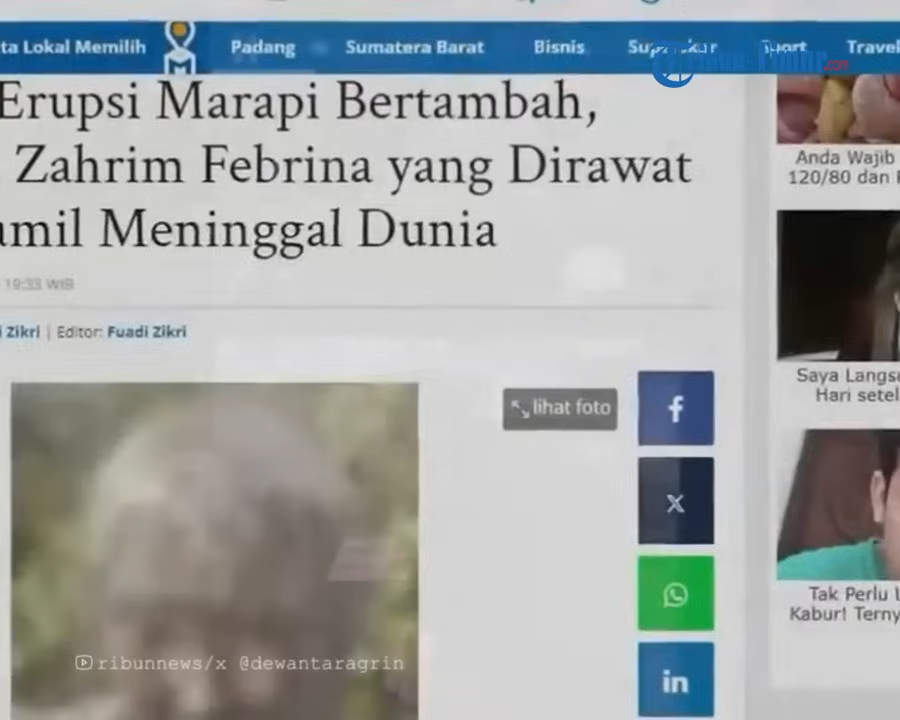 ta Lokal Memilih Padang Sumatera Barat Bisnis Sport Travel
Erupsi Marapi Bertambah,
Zahrim Febrina yang Dirawat
amil Meninggal Dunia
19:33 WIB
i Zikri | Editor: Fuadi Zikri
lihat foto
Anda Wajib
120/80 dan
Saya Langs
Hari setel
Tak Perlu
Kabur! Terny
ribunnews/x @dewantaragrin